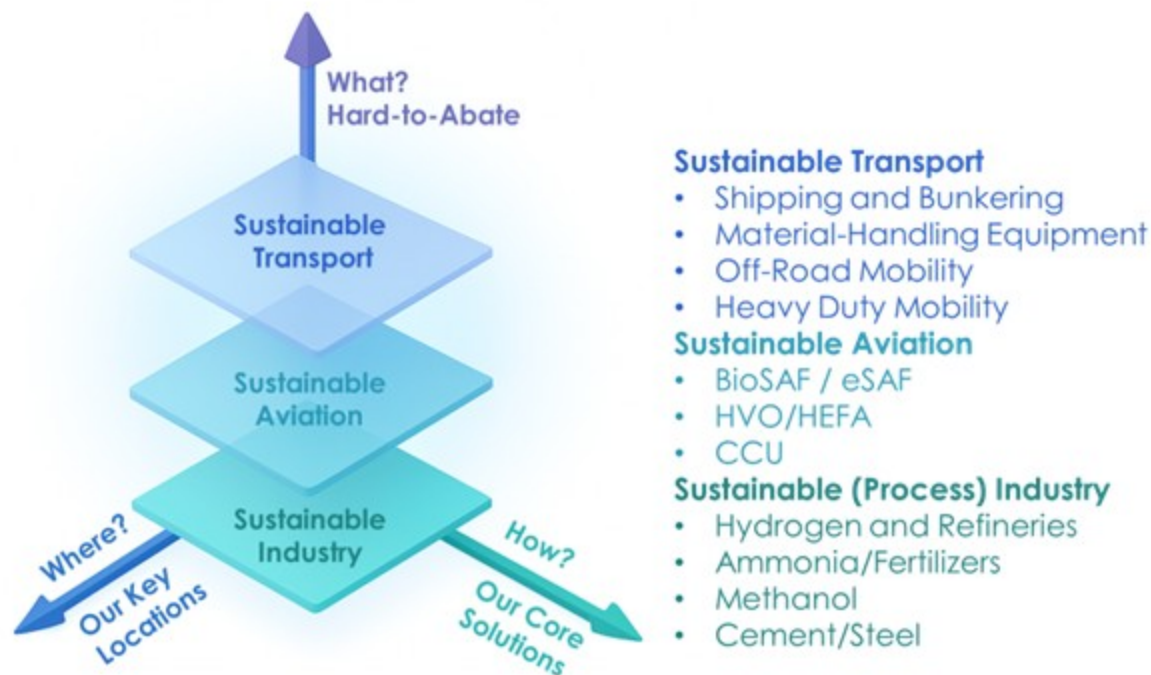 What?
Hard-to-Abate
Sustainable
Transport
Sustainable
Aviation
Sustainable
Industry
Where?
Our Key
Locations
How?
Our Core
Solutions
Sustainable Transport
• Shipping and Bunkering
• Material-Handling Equipment
• Off-Road Mobility
• Heavy Duty Mobility
Sustainable Aviation
• BioSAF / eSAF
• HVO/HEFA
• CCU
Sustainable (Process) Industry
• Hydrogen and Refineries
• Ammonia/Fertilizers
• Methanol
• Cement/Steel